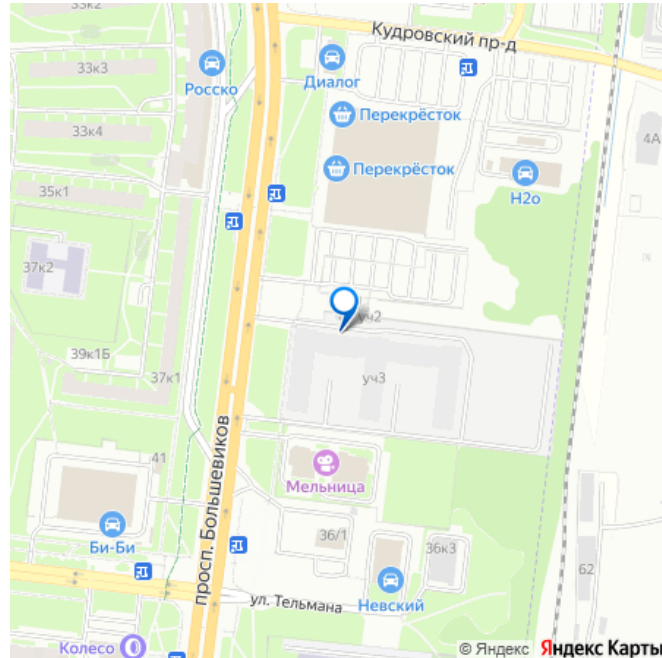 33к2
Кудровский пр-д
33к3
Росско
Диалог
4А
33к4
Перекрёсток
Перекрёсток
35к1
Н2о
37к2
уч2
39к1Б
37к1
уч3
просп. Большевиков
41
Мельница
36/1
36к3
Би-Би
62
ул. Тельмана
Невский
Колесо
© Яндекс Яндекс Карты